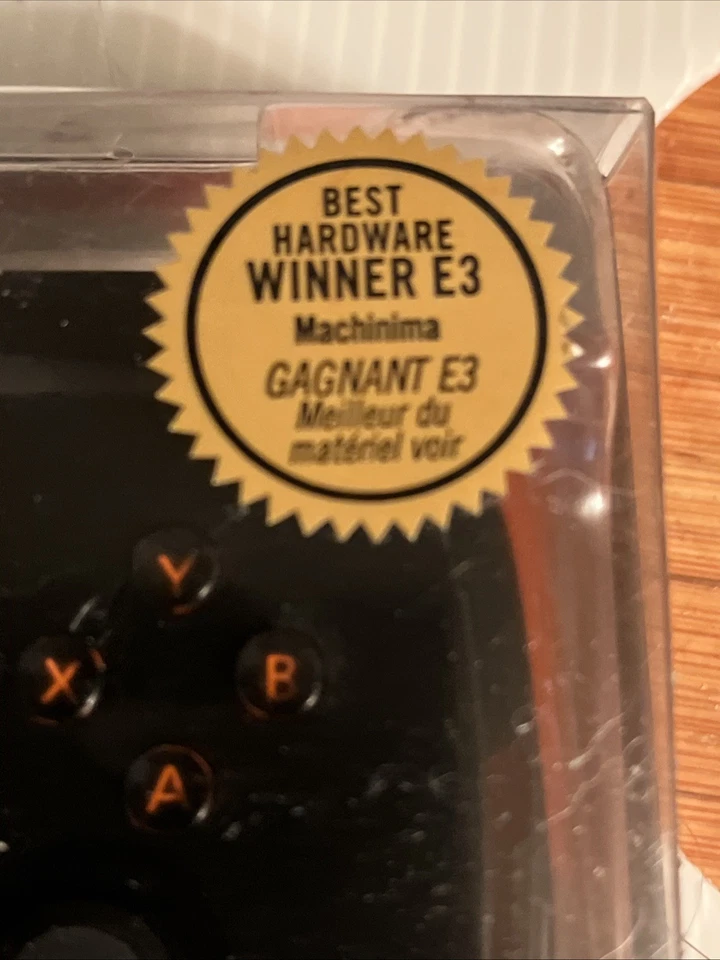 BEST
HARDWARE
WINNER E3
Machinima
GAGNANT E3
Meilleur du
matériel voir
Y
X B
A